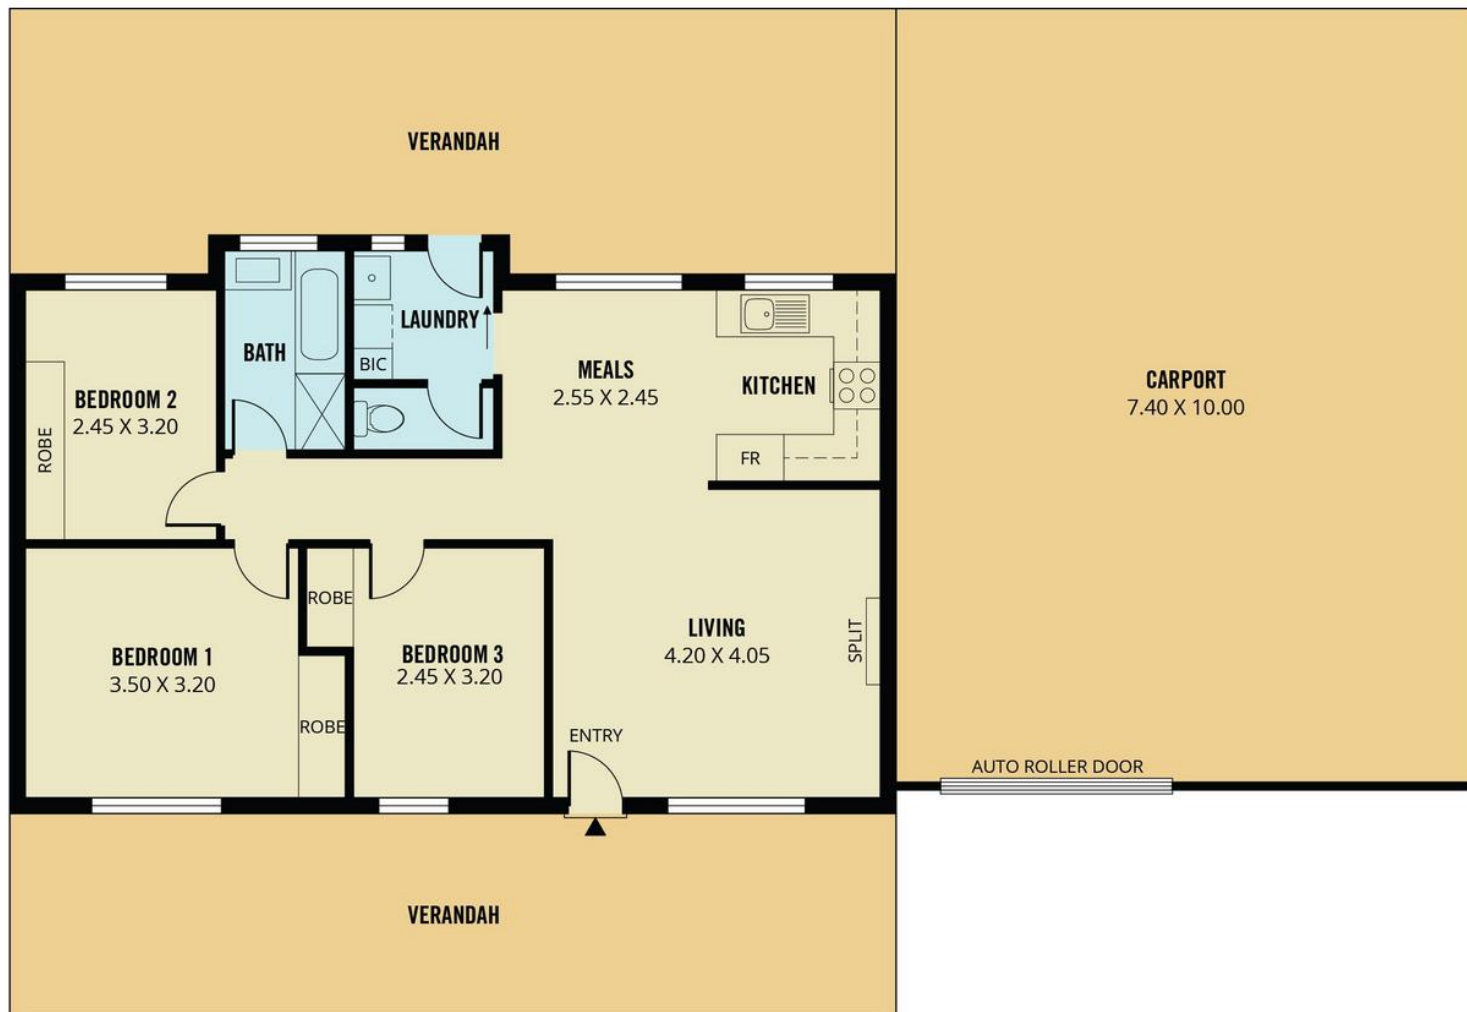 VERANDAH
LAUNDRY
BATH
BIC
MEALS
2.55 X 2.45
KITCHEN
CARPORT
7.40 X 10.00
BEDROOM 2
2.45 X 3.20
ROBE
FR
ROBE
LIVING
4.20 X 4.05
SPLIT
BEDROOM 1
3.50 X 3.20
BEDROOM 3
2.45 X 3.20
ROBE
ENTRY
AUTO ROLLER DOOR
VERANDAH